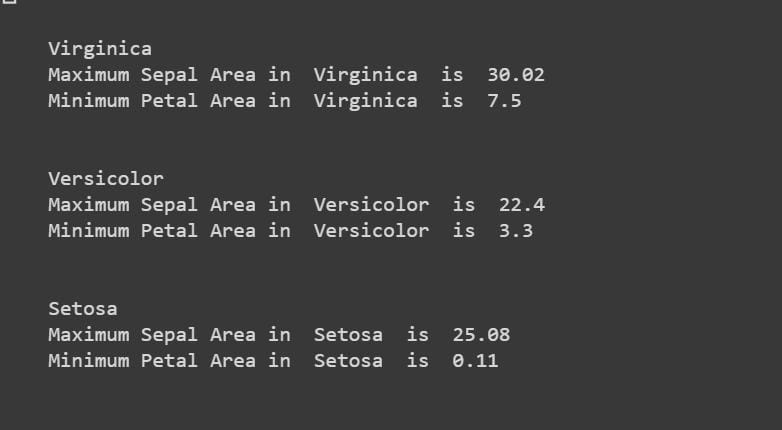 Virginica
Maximum Sepal Area in  Virginica  is  30.02
Minimum Petal Area in  Virginica  is  7.5
Versicolor
Maximum Sepal Area in  Versicolor  is  22.4
Minimum Petal Area in  Versicolor  is  3.3
Setosa
Maximum Sepal Area in  Setosa  is  25.08
Minimum Petal Area in  Setosa  is  0.11